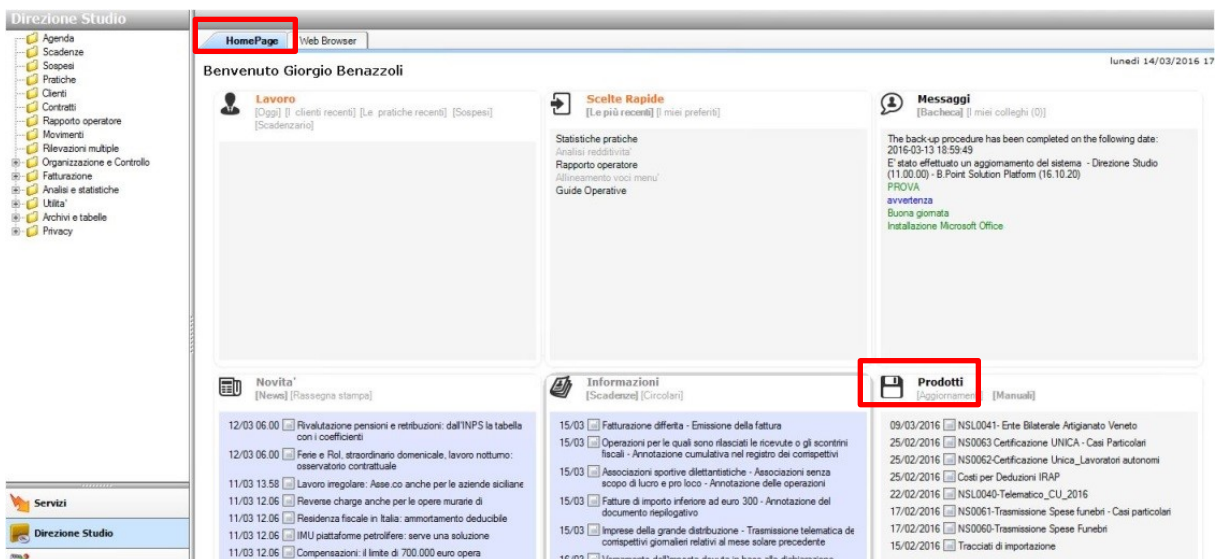 Direzione Studio
Agenda
Scadenze
Sospesi
Pratiche
Clienti
Contratti
Rapporto operatore
Movimenti
Rilevazioni multiple
Organizzazione e Controllo
Fatturazione
Analisi e statistiche
Utilita'
Archivi e tabelle
Privacy
Servizi
Direzione Studio
HomePage
Web Browser
lunedì 14/03/2016 17
Benvenuto Giorgio Benazzoli
Lavoro
[Oggi] [I clienti recenti] [Le pratiche recenti] [Sospesi]
[Scadenzario]
Scelte Rapide
[Le più recenti] [I miei preferiti]
Statistiche pratiche
Analisi redditivita'
Rapporto operatore
Allineamento voci menu'
Guide Operative
Messaggi
[Bacheca] [I miei colleghi (0)]
The back-up procedure has been completed on the following date:
2016-03-13 18:59:49
E' stato effettuato un aggiornamento del sistema - Direzione Studio
(11.00.00) - B.Point Solution Platform (16.10.20)
PROVA
avvertenza
Buona giornata
Installazione Microsoft Office
Novita'
[News] [Rassegna stampa]
12/03 06.00 Rivalutazione pensioni e retribuzioni: dall'INPS la tabella
con i coefficienti
12/03 06.00 Ferie e Rol, straordinario domenicale, lavoro notturno:
osservatorio contrattuale
11/03 13.58 Lavoro irregolare: Asse.co anche per le aziende siciliane
11/03 12.06 Reverse charge anche per le opere murarie di
11/03 12.06 Residenza fiscale in Italia: ammortamento deducibile
11/03 12.06 IMU piattaforme petrolifere: serve una soluzione
11/03 12.06 Compensazioni: il limite di 700.000 euro opera
Informazioni
[Scadenze] [Circolari]
15/03 Fatturazione differita - Emissione della fattura
15/03 Operazioni per le quali sono rilasciati le ricevute o gli scontrini
fiscali - Annotazione cumulativa nel registro dei corrispettivi
15/03 Associazioni sportive dilettantistiche - Associazioni senza
scopo di lucro e pro loco - Annotazione delle operazioni
15/03 Fatture di importo inferiore ad euro 300 - Annotazione del
documento riepilogativo
15/03 Imprese della grande distribuzione - Trasmissione telematica dei
corrispettivi giornalieri relativi al mese solare precedente
16/03 Versamento dell'imposta dovuta in base alla dichiarazione
Prodotti
[Aggiornamenti] [Manuali]
09/03/2016 NSL0041- Ente Bilaterale Artigianato Veneto
25/02/2016 NS0063 Certificazione UNICA - Casi Particolari
25/02/2016 NS0062-Certificazione Unica_Lavoratori autonomi
25/02/2016 Costi per Deduzioni IRAP
22/02/2016 NSL0040-Telematico_CU_2016
17/02/2016 NS0061-Trasmissione Spese funebri - Casi particolari
17/02/2016 NS0060-Trasmissione Spese Funebri
15/02/2016 Tracciati di importazione